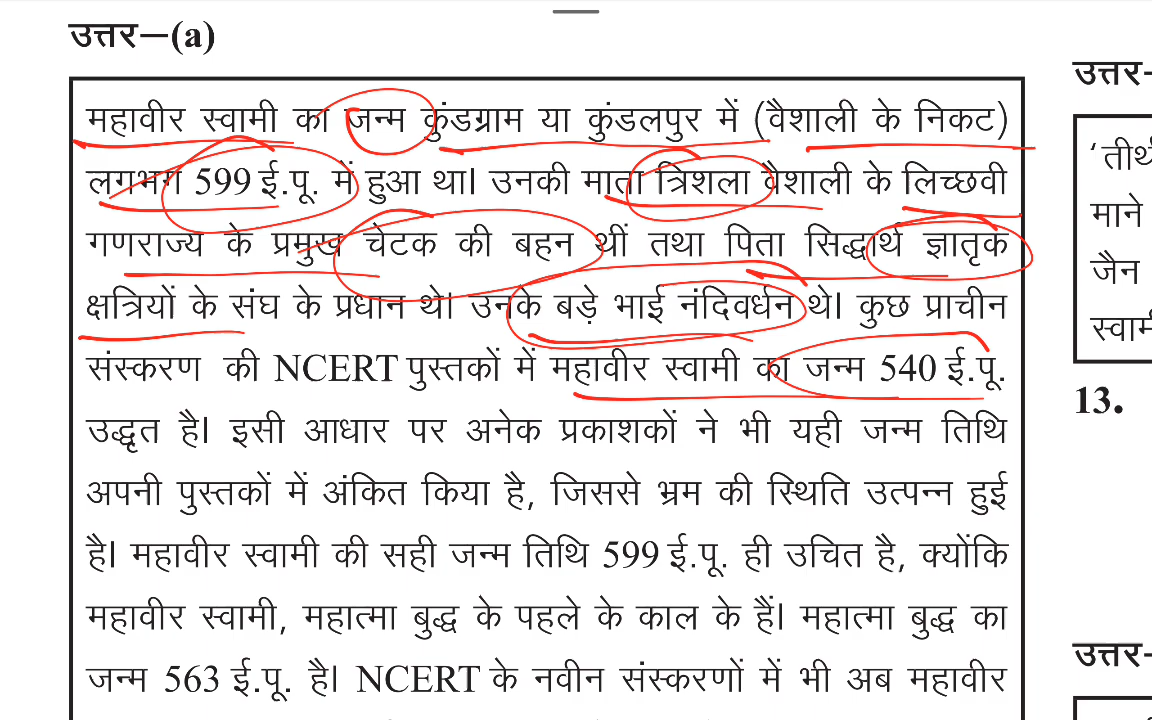 उत्तर—(a)
महावीर स्वामी का जन्म कुंडग्राम या कुंडलपुर में (वैशाली के निकट)
लगभग 599 ई.पू. में हुआ था। उनकी माता त्रिशला वैशाली के लिच्छवी
गणराज्य के प्रमुख चेटक की बहन थीं तथा पिता सिद्धार्थ ज्ञातृक
क्षत्रियों के संघ के प्रधान थे। उनके बड़े भाई नंदिवर्धन थे। कुछ प्राचीन
संस्करण की NCERT पुस्तकों में महावीर स्वामी का जन्म 540 ई.पू.
उद्धृत है। इसी आधार पर अनेक प्रकाशकों ने भी यही जन्म तिथि
अपनी पुस्तकों में अंकित किया है, जिससे भ्रम की स्थिति उत्पन्न हुई
है। महावीर स्वामी की सही जन्म तिथि 599 ई.पू. ही उचित है, क्योंकि
महावीर स्वामी, महात्मा बुद्ध के पहले के काल के हैं। महात्मा बुद्ध का
जन्म 563 ई.पू. है। NCERT के नवीन संस्करणों में भी अब महावीर
उत्तर-
माने
जैन
13.
उत्तर-